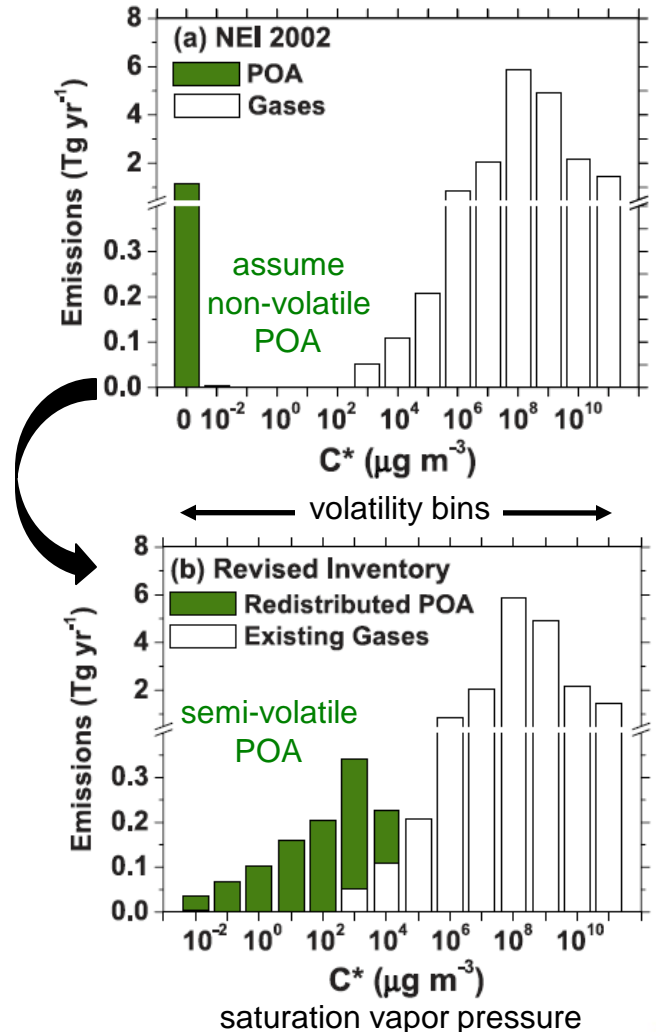 (a) NEI 2002
POA
Gases
Emissions (Tg yr⁻¹)
8
6
4
2
0.3
0.2
0.1
0.0
assume
non-volatile
POA
0 10⁻² 10⁰ 10² 10⁴ 10⁶ 10⁸ 10¹⁰
C* (μg m⁻³)
volatility bins
(b) Revised Inventory
Redistributed POA
Existing Gases
Emissions (Tg yr⁻¹)
8
6
4
2
0.3
0.2
0.1
0.0
semi-volatile
POA
10⁻² 10⁰ 10² 10⁴ 10⁶ 10⁸ 10¹⁰
C* (μg m⁻³)
saturation vapor pressure